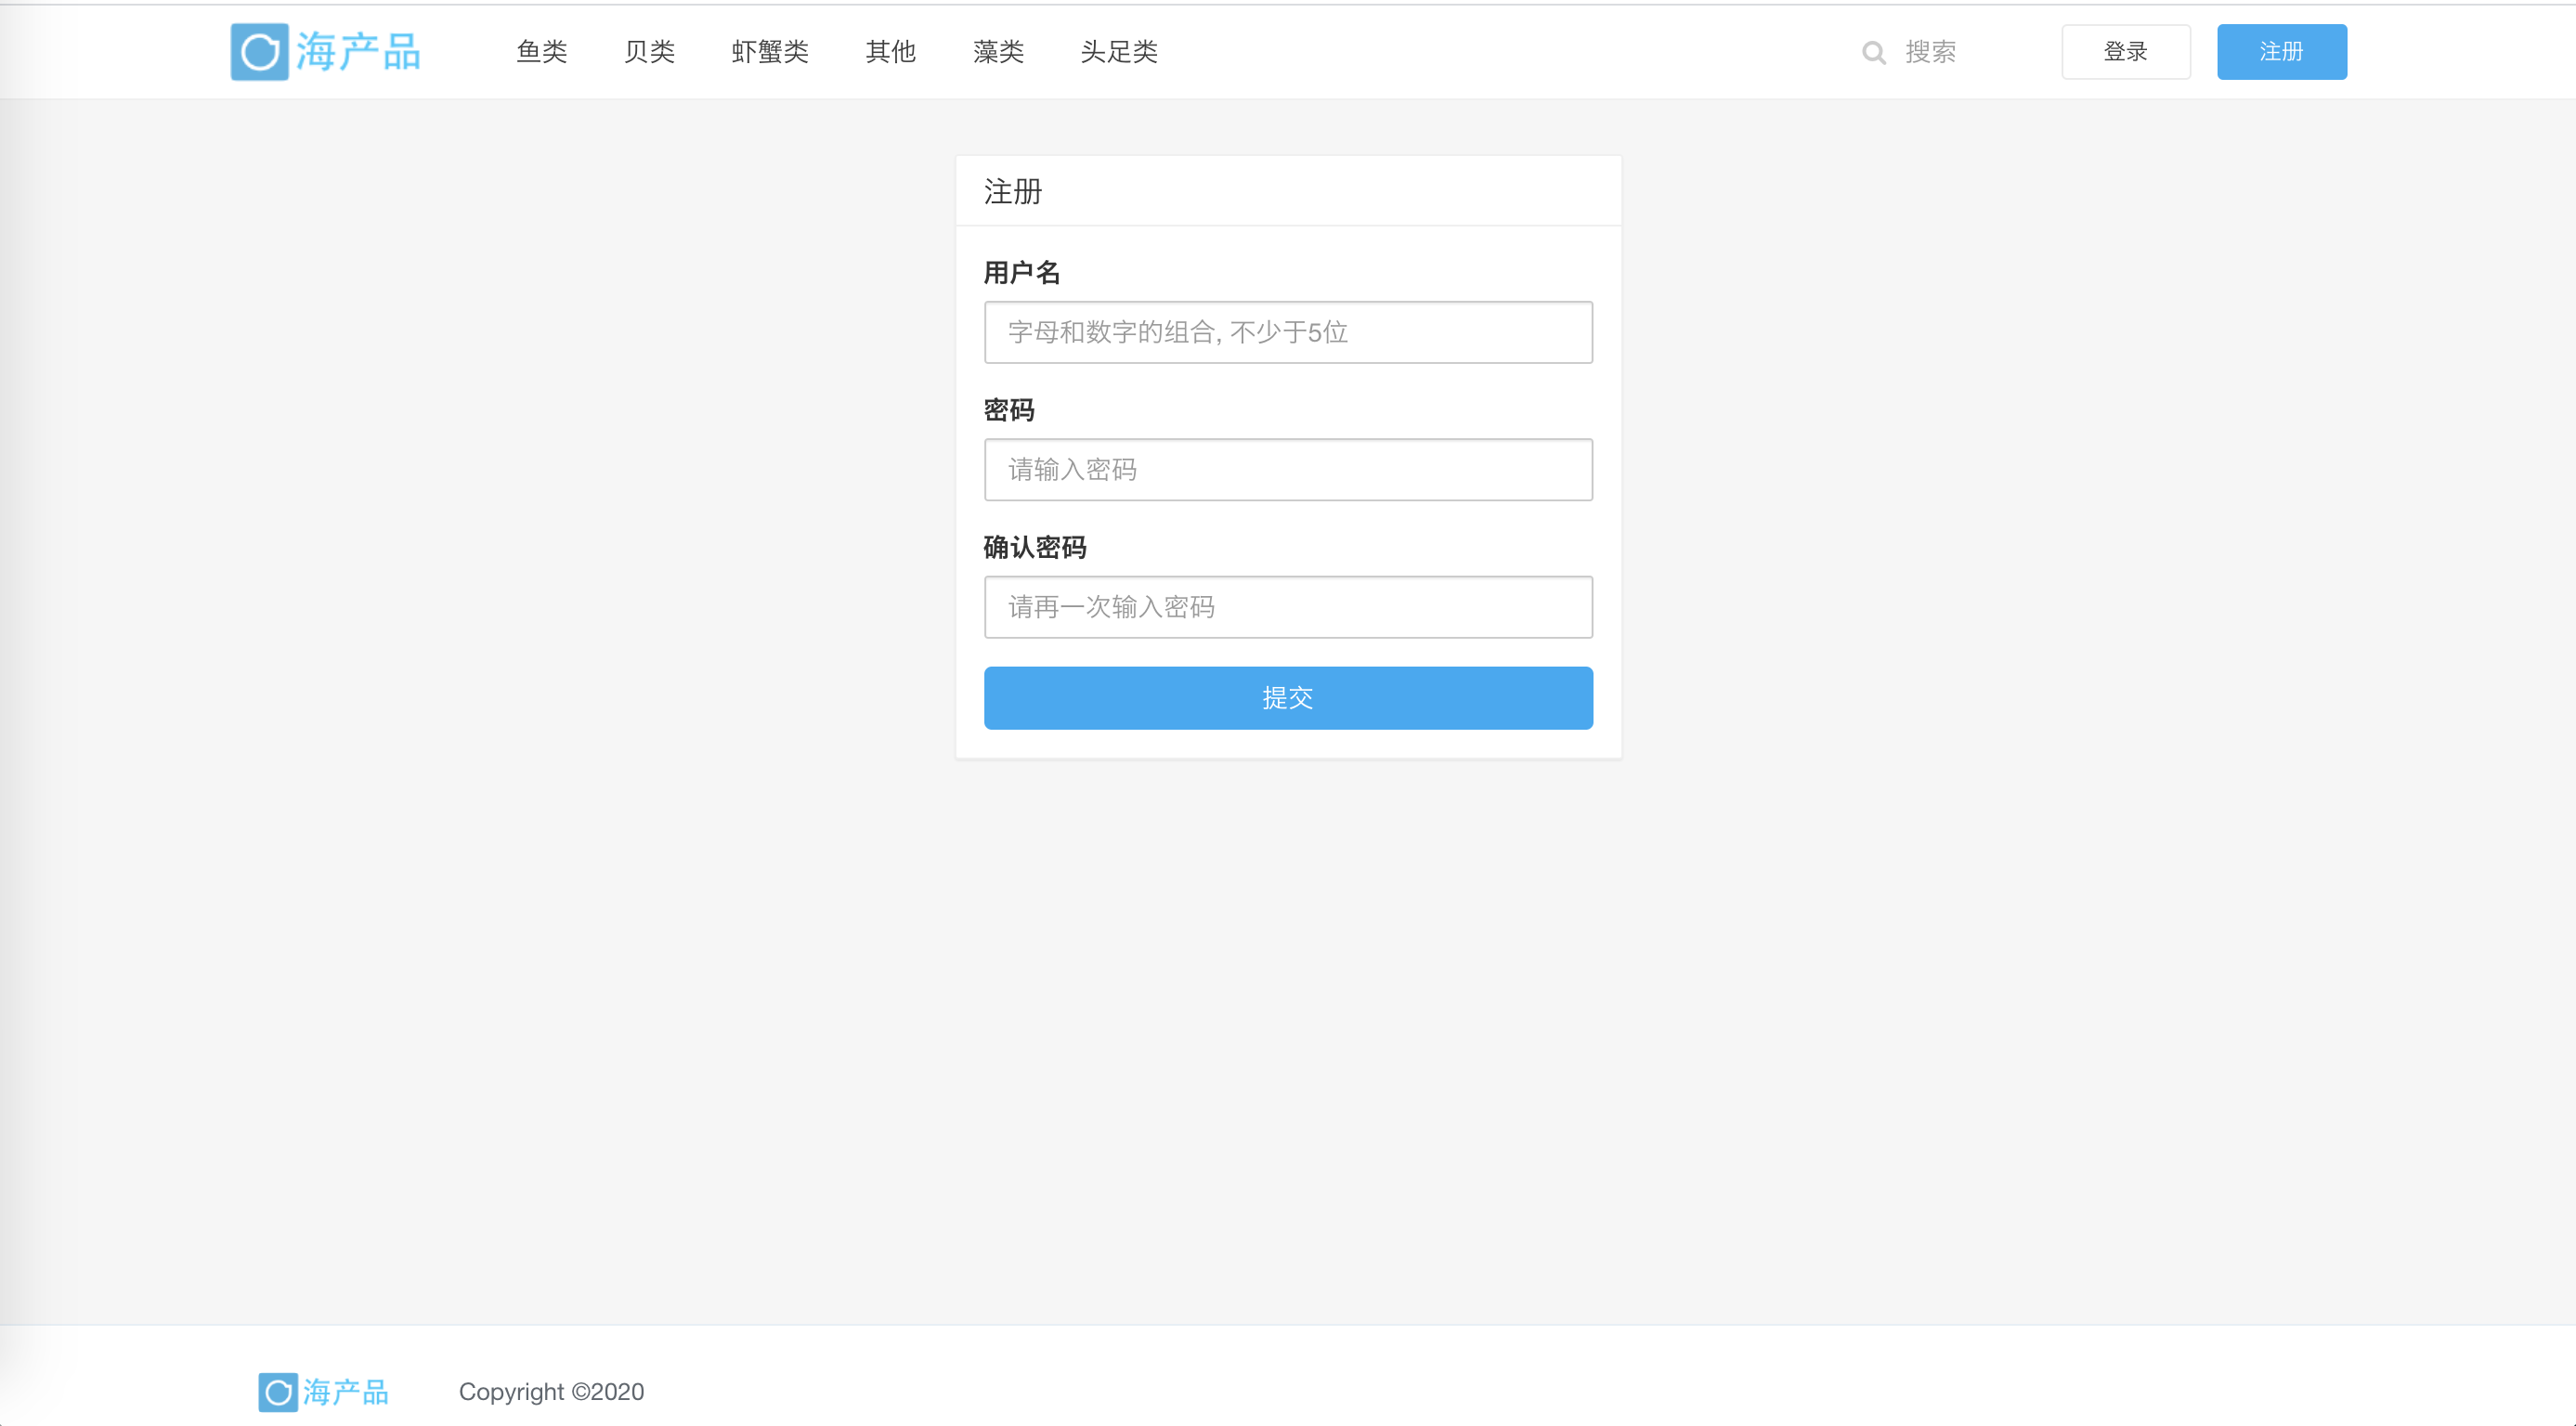 海产品 鱼类 贝类 虾蟹类 其他 藻类 头足类 搜索 登录 注册
注册
用户名
字母和数字的组合, 不少于5位
密码
请输入密码
确认密码
请再一次输入密码
提交
海产品 Copyright ©2020